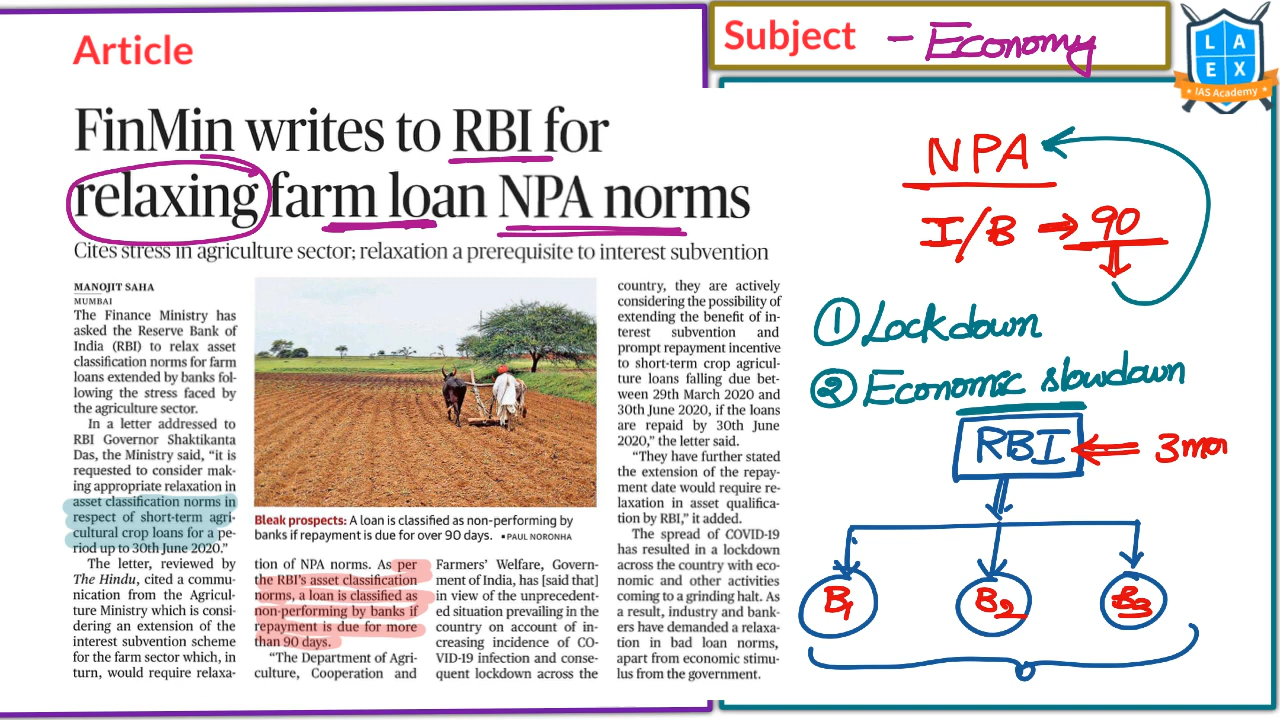 Article
FinMin writes to RBI for
relaxing farm loan NPA norms
Cites stress in agriculture sector; relaxation a prerequisite to interest subvention
MANOJIT SAHA
MUMBAI
The Finance Ministry has
asked the Reserve Bank of
India (RBI) to relax asset
classification norms for farm
loans extended by banks fol-
lowing the stress faced by
the agriculture sector.
In a letter addressed to
RBI Governor Shaktikanta
Das, the Ministry said, “it is
requested to consider mak-
ing appropriate relaxation in
asset classification norms in
respect of short-term agri-
cultural crop loans for a pe-
riod up to 30th June 2020.”
The letter, reviewed by
The Hindu, cited a commu-
nication from the Agricul-
ture Ministry which is consi-
dering an extension of the
interest subvention scheme
for the farm sector which, in
turn, would require relaxa-
Bleak prospects: A loan is classified as non-performing by
banks if repayment is due for over 90 days. ▪PAUL NORONHA
tion of NPA norms. As per
the RBI’s asset classification
norms, a loan is classified as
non-performing by banks if
repayment is due for more
than 90 days.
“The Department of Agri-
culture, Cooperation and
Farmers’ Welfare, Govern-
ment of India, has [said that]
in view of the unprecedent-
ed situation prevailing in the
country on account of in-
creasing incidence of CO-
VID-19 infection and conse-
quent lockdown across the
country, they are actively
considering the possibility of
extending the benefit of in-
terest subvention and
prompt repayment incentive
to short-term crop agricul-
ture loans falling due bet-
ween 29th March 2020 and
30th June 2020, if the loans
are repaid by 30th June
2020,” the letter said.
“They have further stated
the extension of the repay-
ment date would require re-
laxation in asset qualifica-
tion by RBI,” it added.
The spread of COVID-19
has resulted in a lockdown
across the country with eco-
nomic and other activities
coming to a grinding halt. As
a result, industry and bank-
ers have demanded a relaxa-
tion in bad loan norms,
apart from economic stimu-
lus from the government.
Subject - Economy
L A
E X
IAS Academy
NPA
I/B → 90
① Lockdown
② Economic slowdown
RBI 3 mon
B1 B2 B3